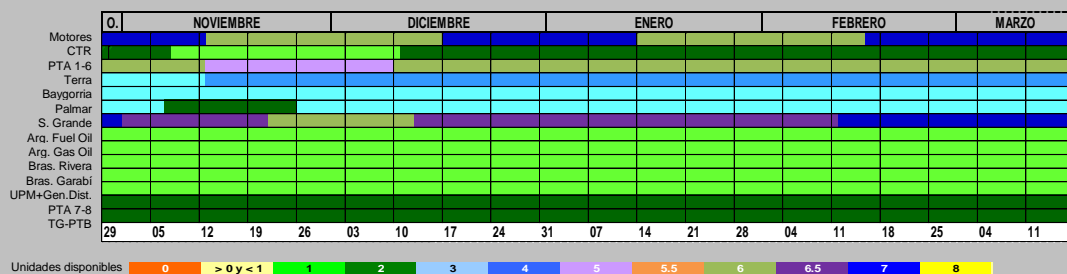 O. NOVIEMBRE DICIEMBRE ENERO FEBRERO MARZO
Motores
CTR
PTA 1-6
Terra
Baygorria
Palmar
S. Grande
Arg. Fuel Oil
Arg. Gas Oil
Bras. Rivera
Bras. Garabí
UPM+Gen.Dist.
PTA 7-8
TG-PTB
29 05 12 19 26 03 10 17 24 31 07 14 21 28 04 11 18 25 04 11
Unidades disponibles 0 > 0 y < 1 1 2 3 4 5 5.5 6 6.5 7 8